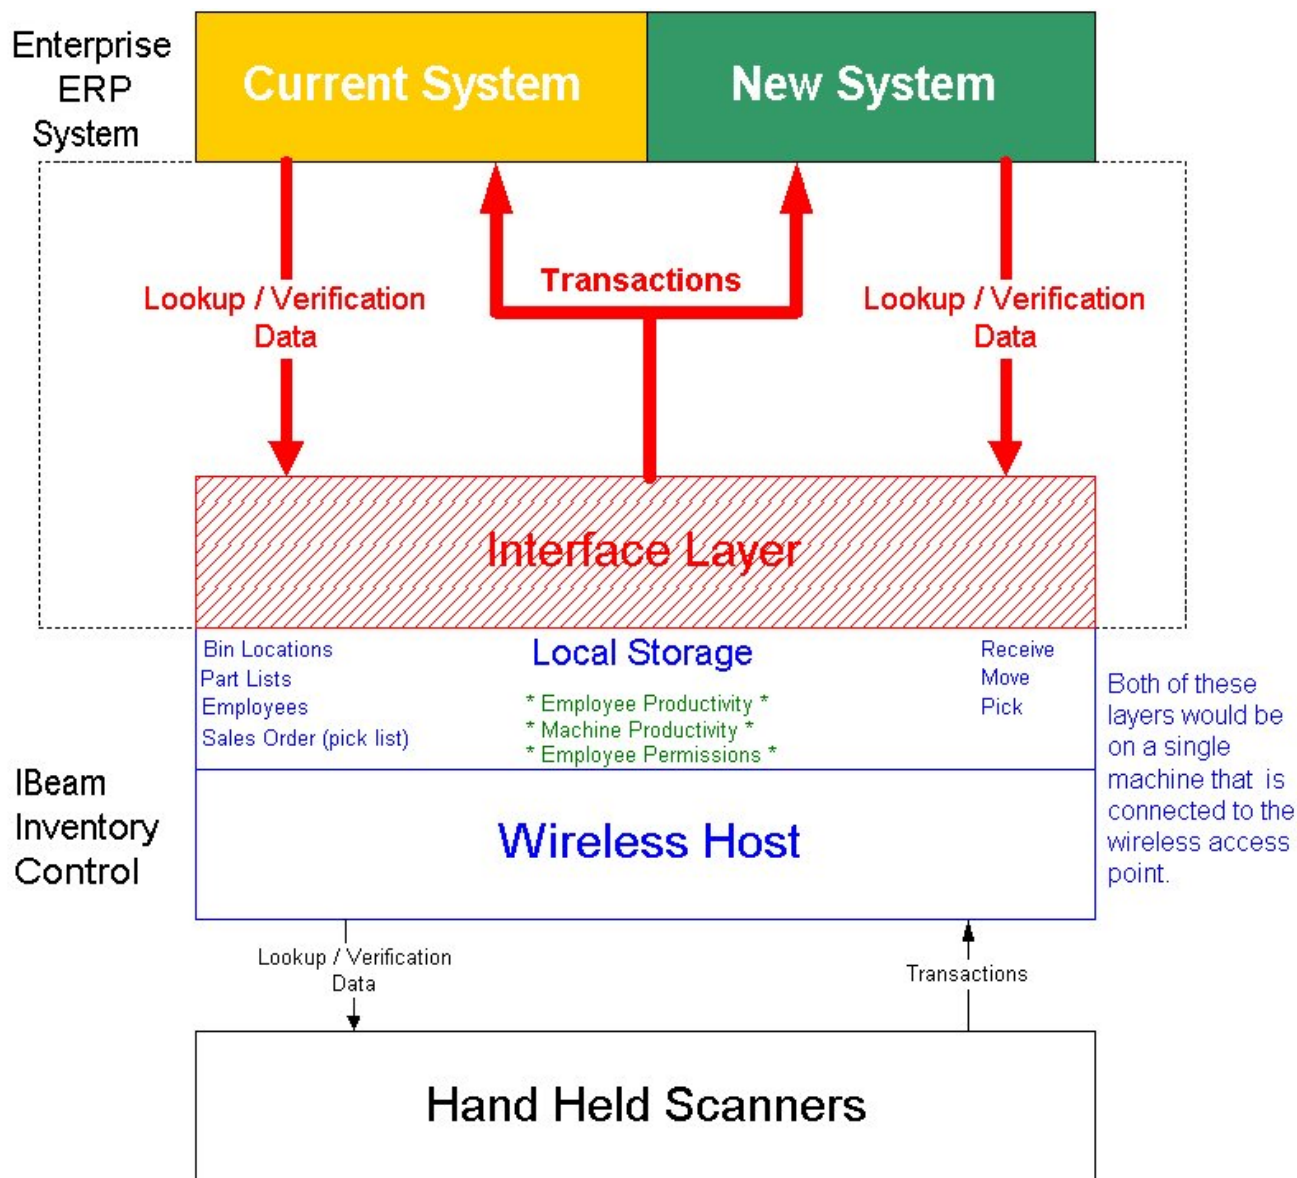 Enterprise
ERP
System
Current System
New System
Lookup / Verification
Data
Transactions
Lookup / Verification
Data
Interface Layer
Bin Locations
Part Lists
Employees
Sales Order (pick list)
Local Storage
* Employee Productivity *
* Machine Productivity *
* Employee Permissions *
Receive
Move
Pick
Both of these
layers would be
on a single
machine that is
connected to the
wireless access
point.
IBeam
Inventory
Control
Wireless Host
Lookup / Verification
Data
Transactions
Hand Held Scanners